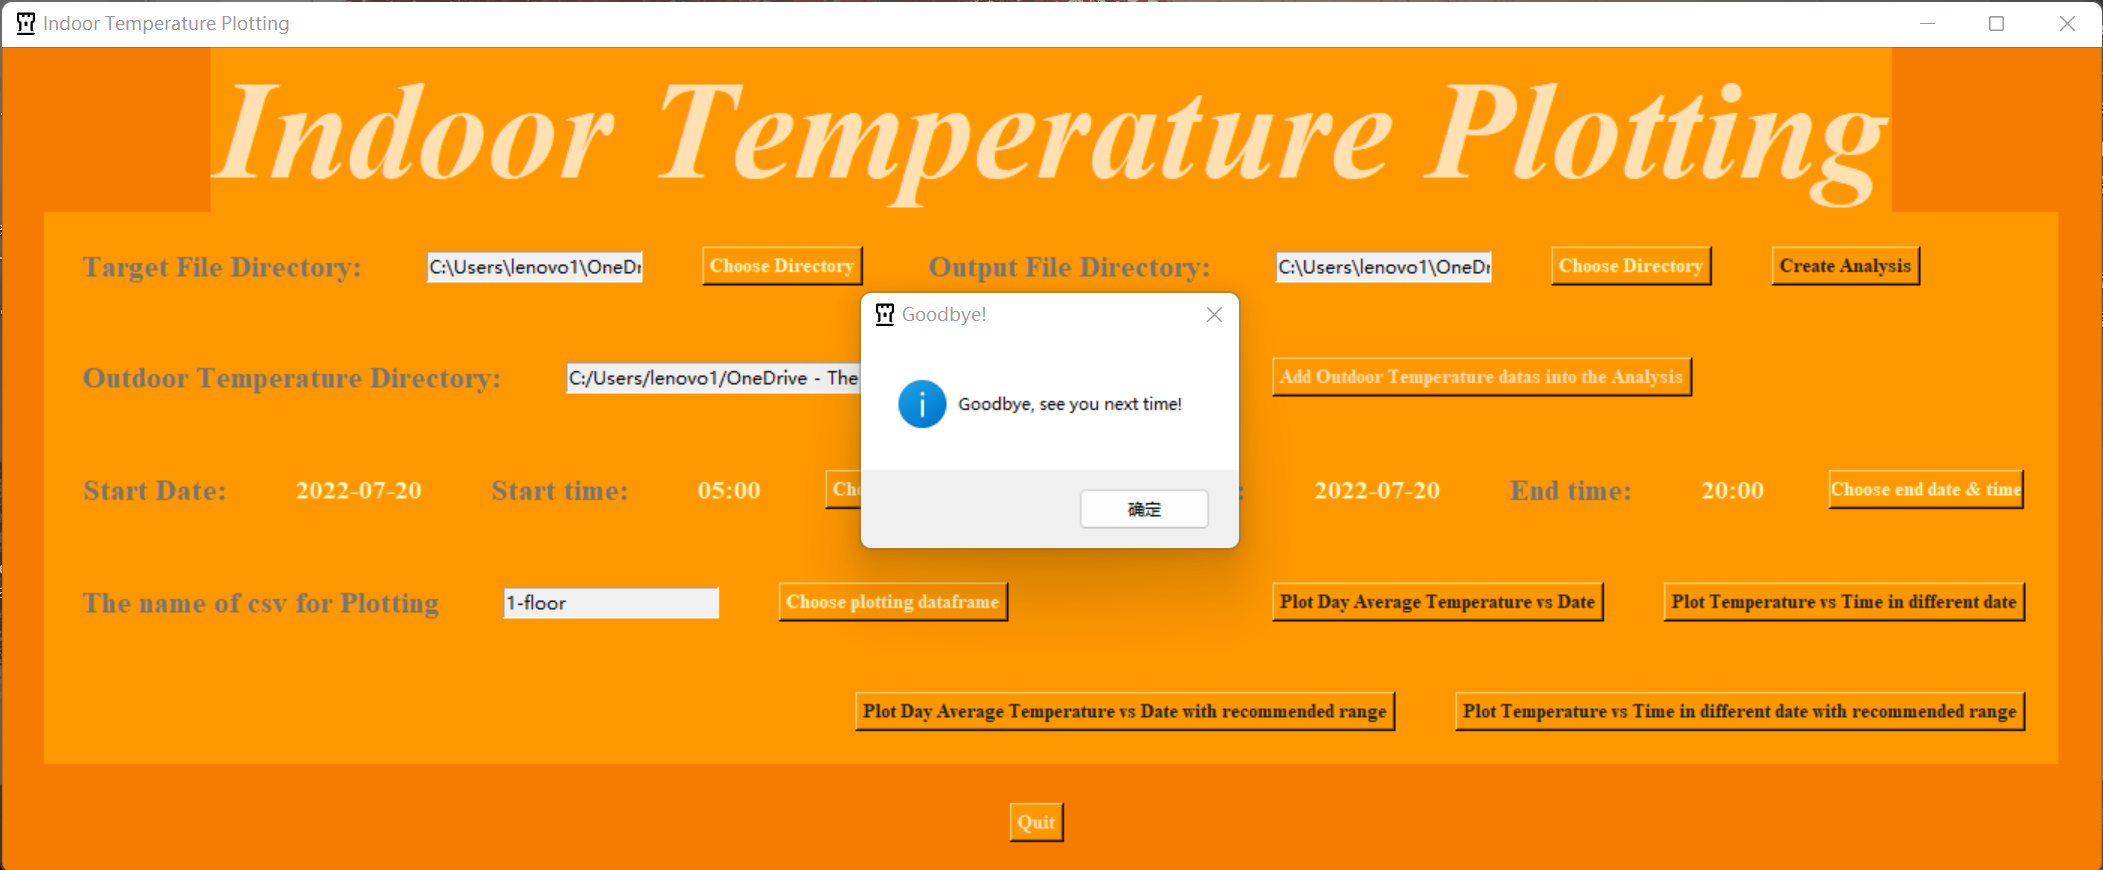 Indoor Temperature Plotting
Indoor Temperature Plotting
Target File Directory: C:\Users\lenovo1\OneDr Choose Directory Output File Directory: C:\Users\lenovo1\OneDr Choose Directory Create Analysis
Goodbye!
Outdoor Temperature Directory: C:/Users/lenovo1/OneDrive - The Add Outdoor Temperature datas into the Analysis
Goodbye, see you next time!
Start Date: 2022-07-20 Start time: 05:00 2022-07-20 End time: 20:00 Choose end date & time
确定
The name of csv for Plotting 1-floor Choose plotting dataframe Plot Day Average Temperature vs Date Plot Temperature vs Time in different date
Plot Day Average Temperature vs Date with recommended range Plot Temperature vs Time in different date with recommended range
Quit